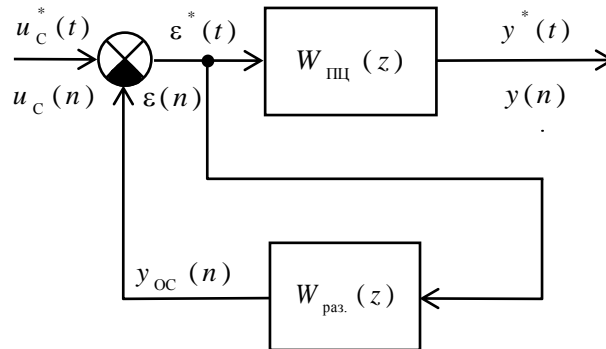 u*С(t) ε*(t) WПЦ(z) y*(t)
uС(n) ε(n) y(n)
yОС(n) Wраз.(z)